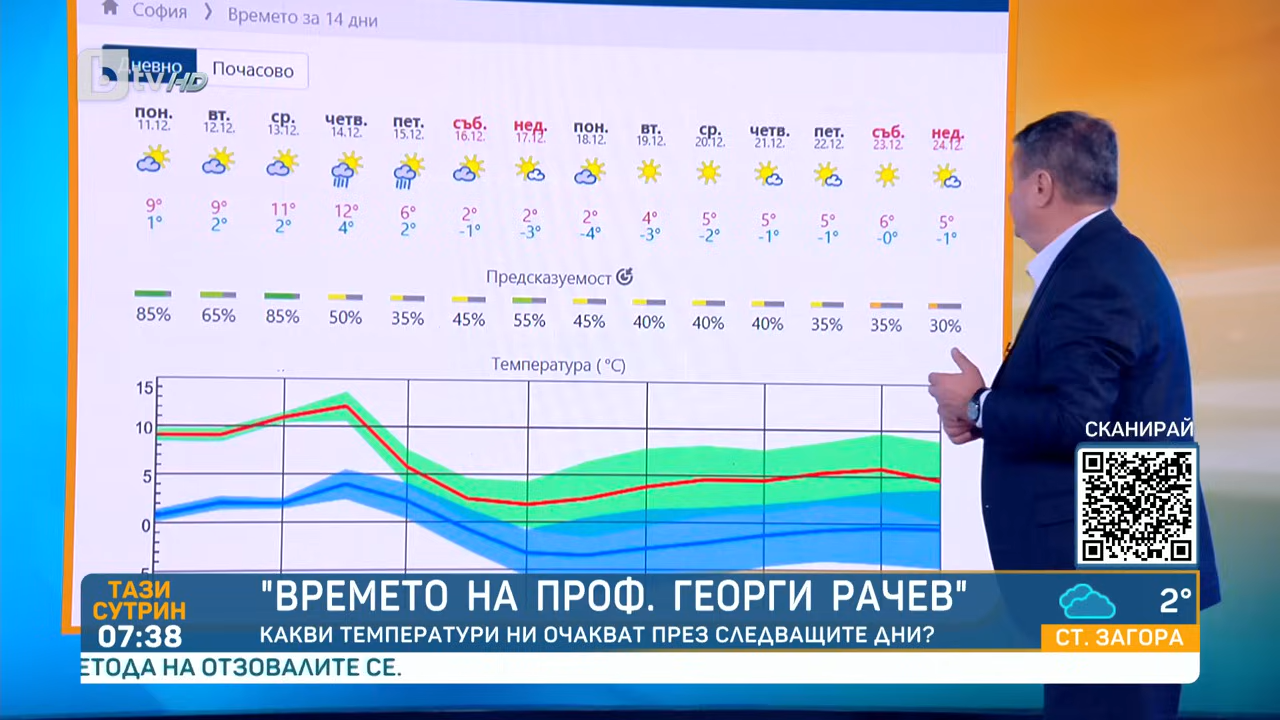 София > Времето за 14 дни
btv HD
Дневно Почасово
пон. вт. ср. четв. пет. съб. нед. пон. вт. ср. четв. пет. съб. нед.
11.12. 12.12. 13.12. 14.12. 15.12. 16.12. 17.12. 18.12. 19.12. 20.12. 21.12. 22.12. 23.12. 24.12.
9° 9° 11° 12° 6° 2° 2° 2° 4° 5° 5° 5° 6° 5°
1° 2° 2° 4° 2° -1° -3° -4° -3° -2° -1° -1° -0° -1°
Предсказуемост
85% 65% 85% 50% 35% 45% 55% 45% 40% 40% 40% 35% 35% 30%
Температура (°C)
15
10
5
0
СКАНИРАЙ
ТАЗИ СУТРИН
07:38
"ВРЕМЕТО НА ПРОФ. ГЕОРГИ РАЧЕВ"
КАКВИ ТЕМПЕРАТУРИ НИ ОЧАКВАТ ПРЕЗ СЛЕДВАЩИТЕ ДНИ?
2°
СТ. ЗАГОРА
ЕТОДА НА ОТЗОВАЛИТЕ СЕ.